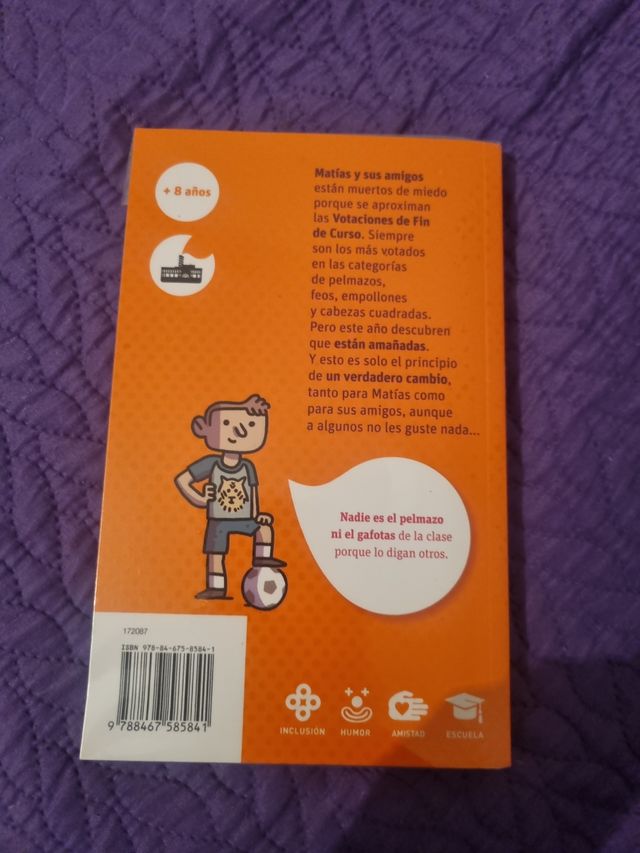 + 8 años
Matías y sus amigos
están muertos de miedo
porque se aproximan
las Votaciones de Fin
de Curso. Siempre
son los más votados
en las categorías
de pelmazos,
feos, empollones
y cabezas cuadradas.
Pero este año descubren
que están amañadas.
Y esto es solo el principio
de un verdadero cambio,
tanto para Matías como
para sus amigos, aunque
a algunos no les guste nada...
Nadie es el pelmazo
ni el gafotas de la clase
porque lo digan otros.
172087
ISBN 978-84-675-8584-1
9 788467 585841
INCLUSIÓN
HUMOR
AMISTAD
ESCUELA